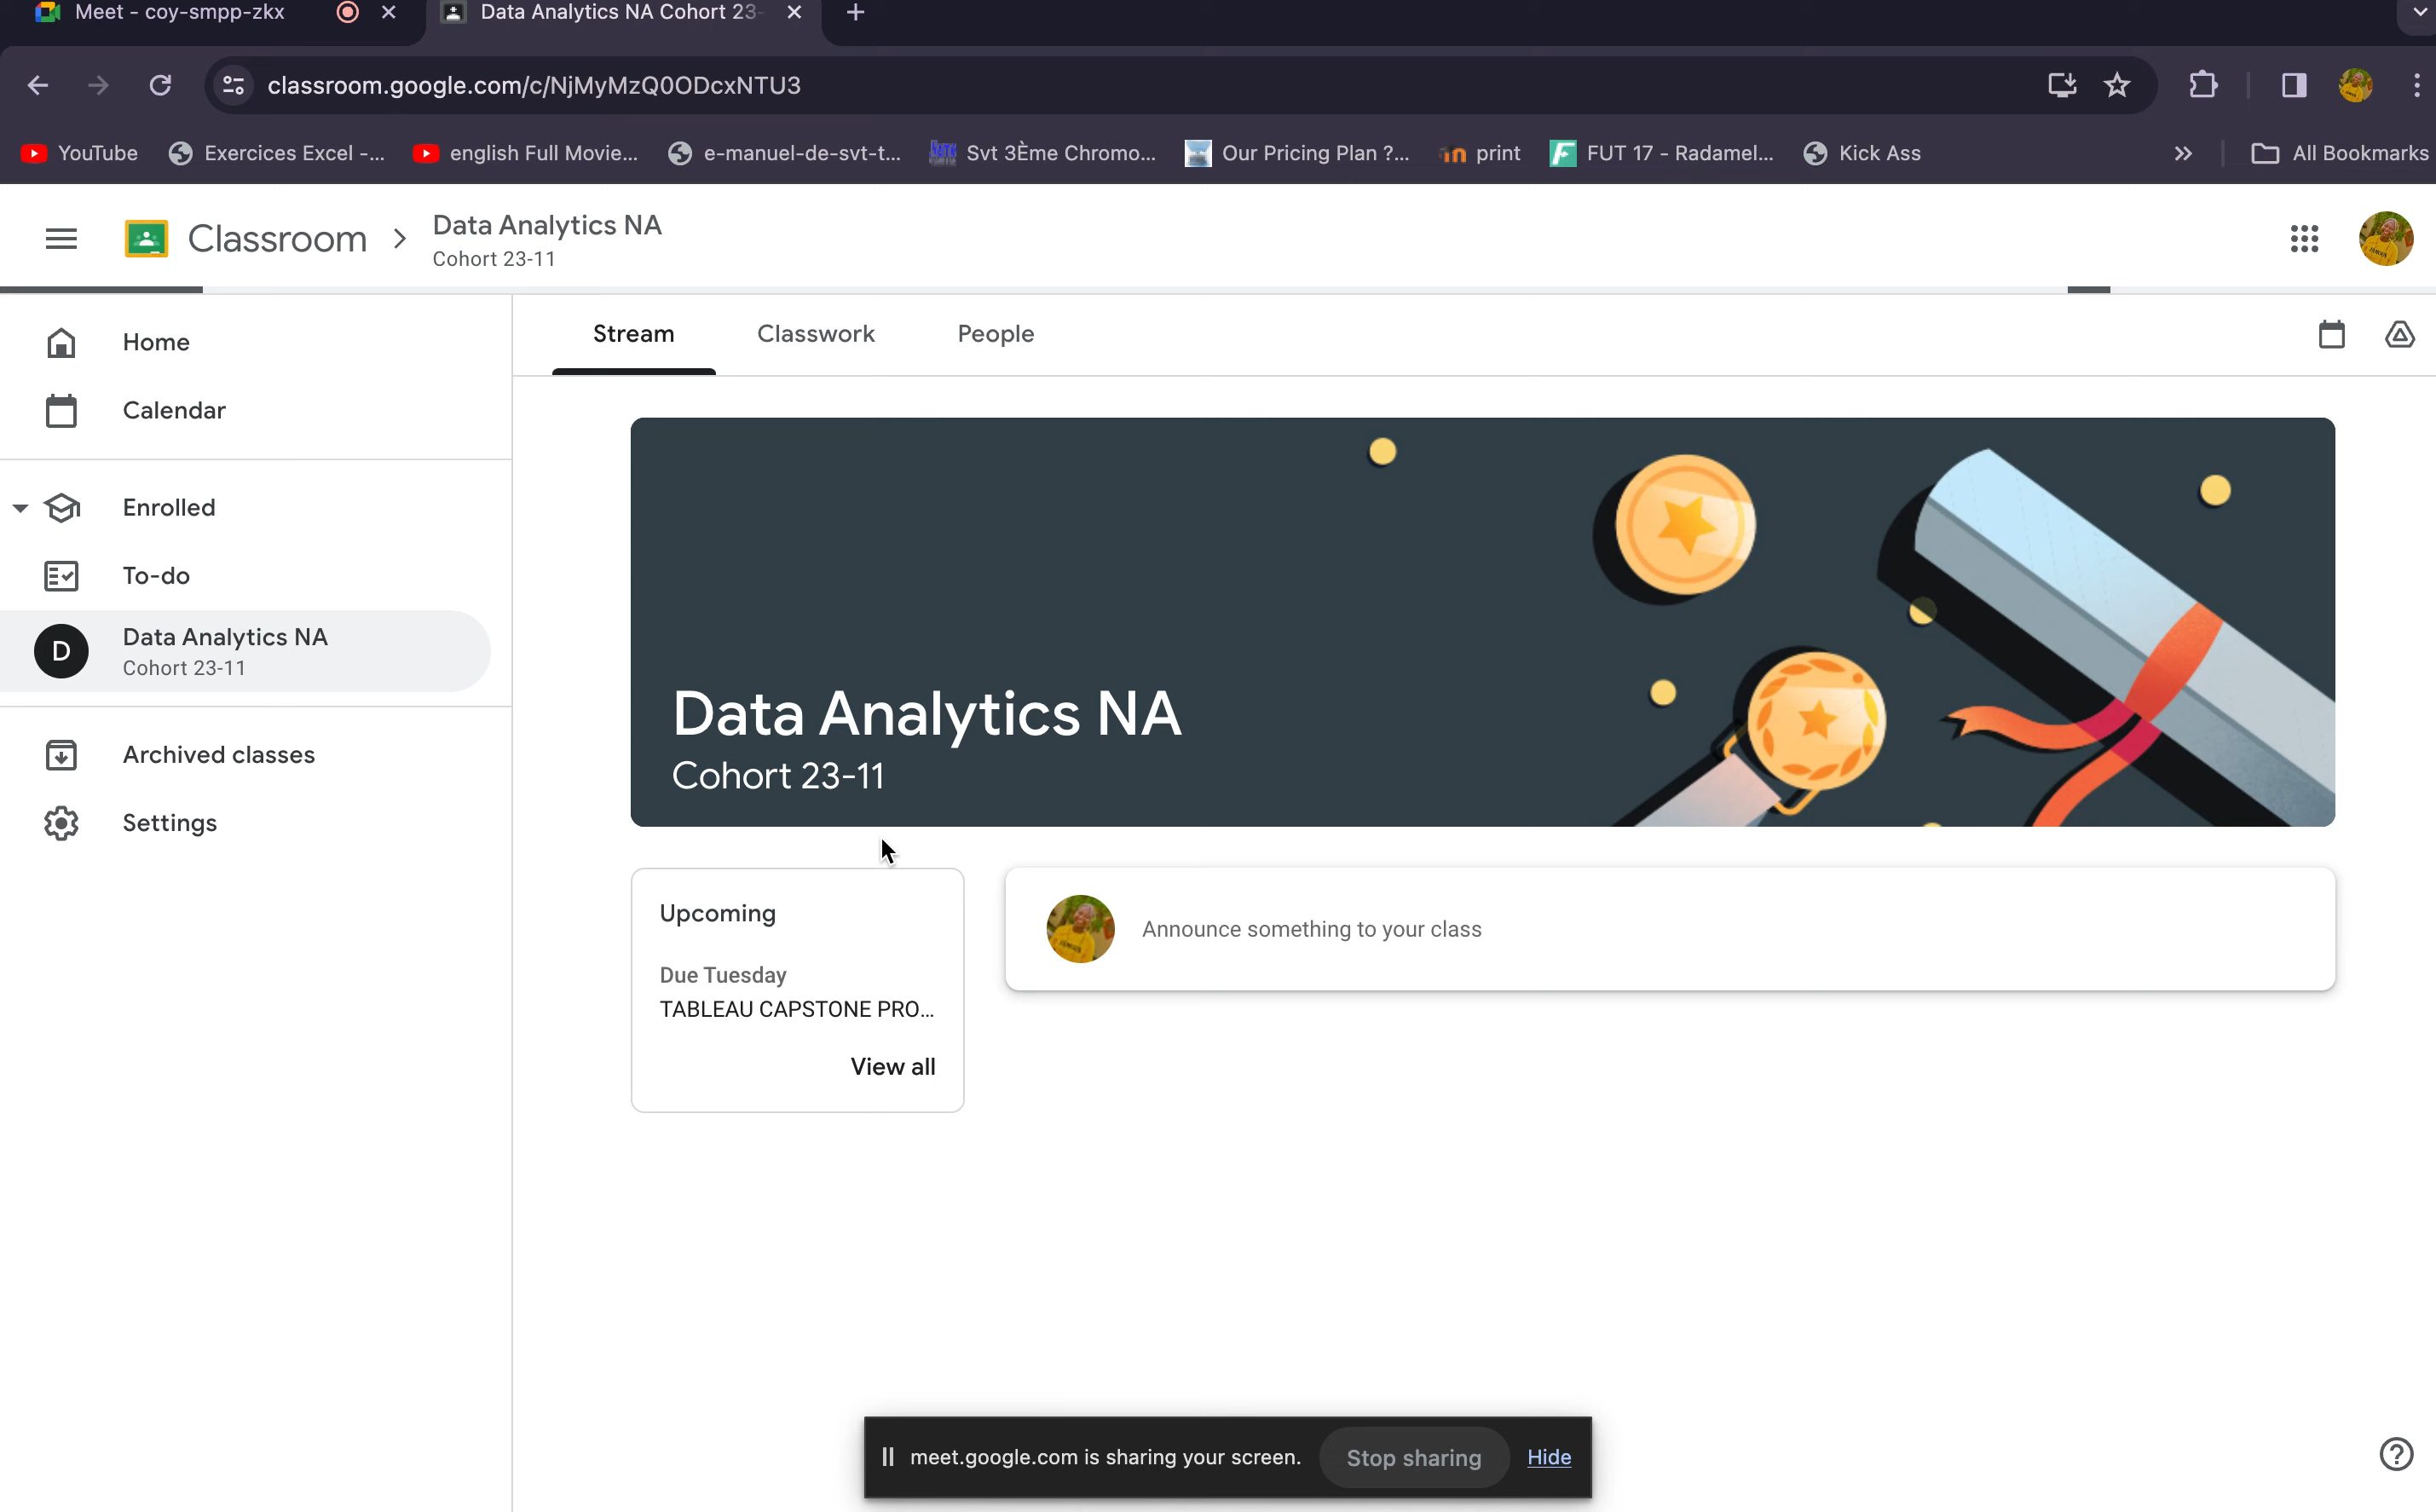 Meet - coy-smpp-zkx
Data Analytics NA Cohort 23-
classroom.google.com/c/NjMyMzQ0ODcxNTU3
YouTube
Exercices Excel -...
english Full Movie...
e-manuel-de-svt-t...
Svt 3Ème Chromo...
Our Pricing Plan ?...
print
FUT 17 - Radamel...
Kick Ass
All Bookmarks
Classroom
Data Analytics NA
Cohort 23-11
Home
Calendar
Enrolled
To-do
D
Data Analytics NA
Cohort 23-11
Archived classes
Settings
Stream
Classwork
People
Data Analytics NA
Cohort 23-11
Upcoming
Due Tuesday
TABLEAU CAPSTONE PRO...
View all
Announce something to your class
meet.google.com is sharing your screen.
Stop sharing
Hide